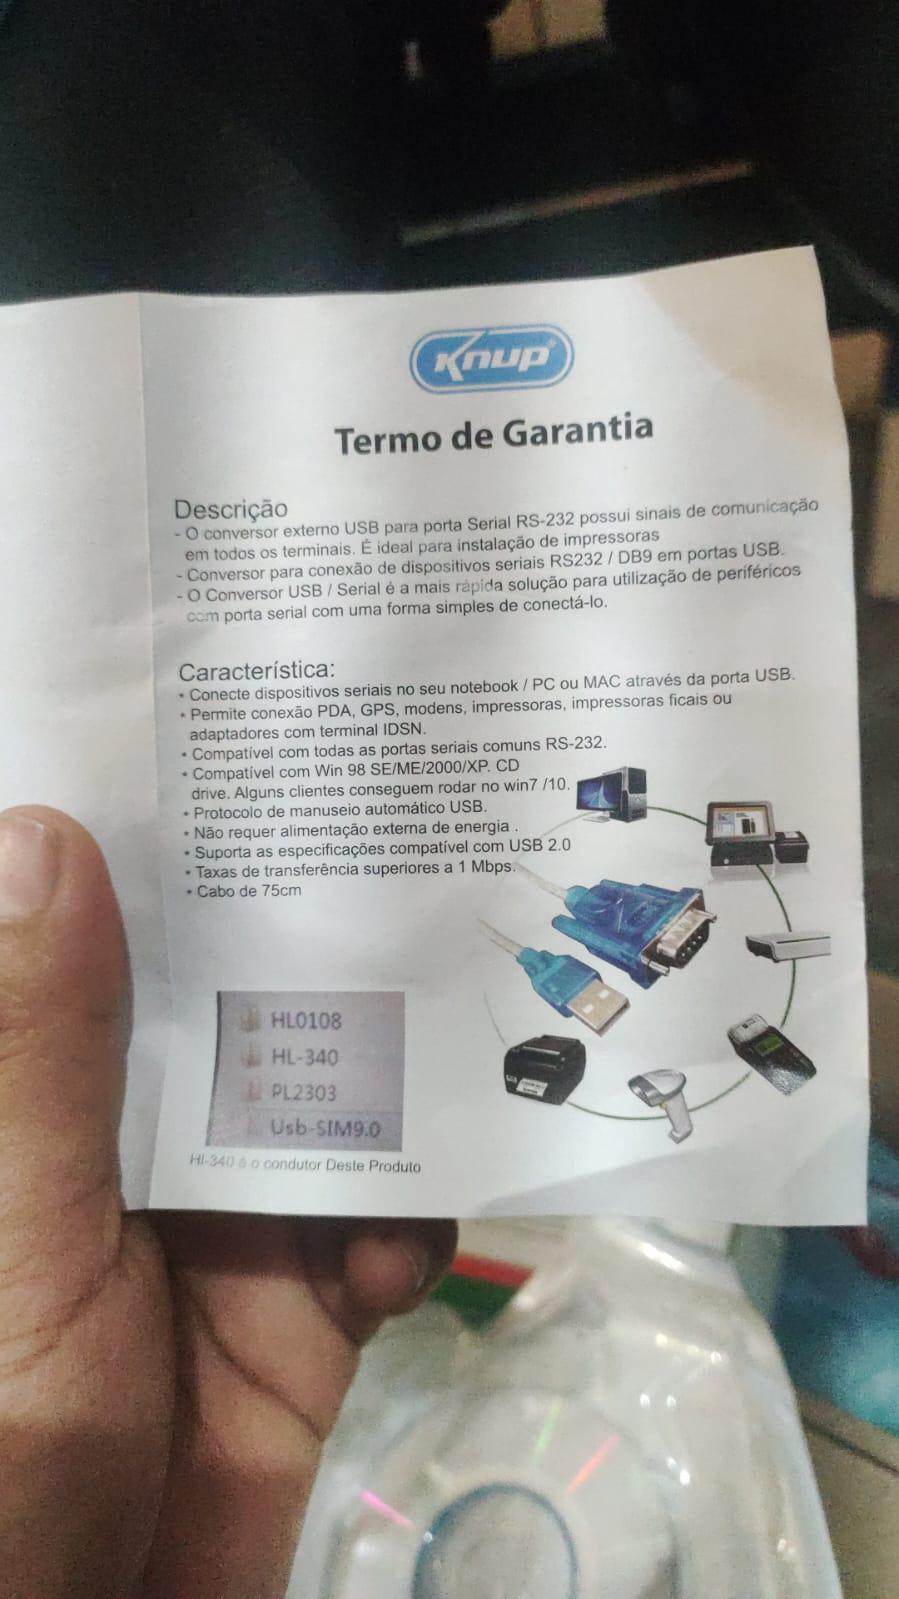 Knup®
Termo de Garantia
Descrição
- O conversor externo USB para porta Serial RS-232 possui sinais de comunicação
em todos os terminais. É ideal para instalação de impressoras
- Conversor para conexão de dispositivos seriais RS232 / DB9 em portas USB.
- O Conversor USB / Serial é a mais rápida solução para utilização de periféricos
com porta serial com uma forma simples de conectá-lo.
Característica:
• Conecte dispositivos seriais no seu notebook / PC ou MAC através da porta USB.
• Permite conexão PDA, GPS, modens, impressoras, impressoras ficais ou
adaptadores com terminal IDSN.
• Compatível com todas as portas seriais comuns RS-232.
• Compatível com Win 98 SE/ME/2000/XP. CD
drive. Alguns clientes conseguem rodar no win7 /10.
• Protocolo de manuseio automático USB.
• Não requer alimentação externa de energia .
• Suporta as especificações compatível com USB 2.0
• Taxas de transferência superiores a 1 Mbps.
• Cabo de 75cm
HL0108
HL-340
PL2303
Usb-SIM9.0
Hl-340 é o condutor Deste Produto